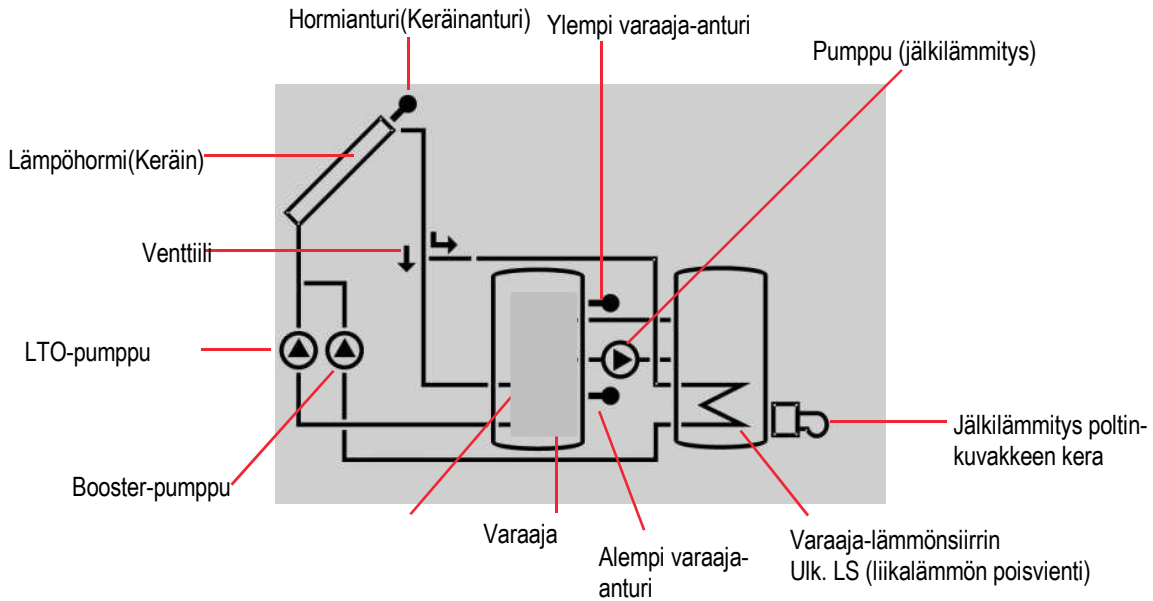 Hormianturi(Keräinanturi)
Ylempi varaaja-anturi
Pumppu (jälkilämmitys)
Lämpöhormi(Keräin)
Venttiili
LTO-pumppu
Booster-pumppu
Varaaja
Alempi varaaja-
anturi
Varaaja-lämmönsiirrin
Ulk. LS (liikalämmön poisvienti)
Jälkilämmitys poltin-
kuvakkeen kera